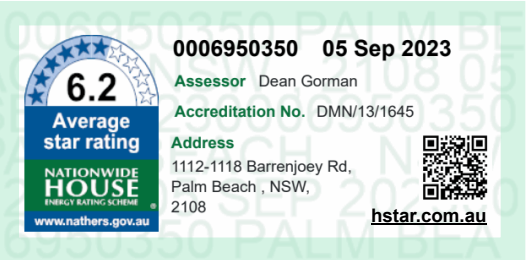 0006950350 05 Sep 2023
6.2
Average
star rating
NATIONWIDE
HOUSE
ENERGY RATING SCHEME
®
www.nathers.gov.au
Assessor Dean Gorman
Accreditation No. DMN/13/1645
Address
1112-1118 Barrenjoey Rd,
Palm Beach , NSW,
2108
hstar.com.au